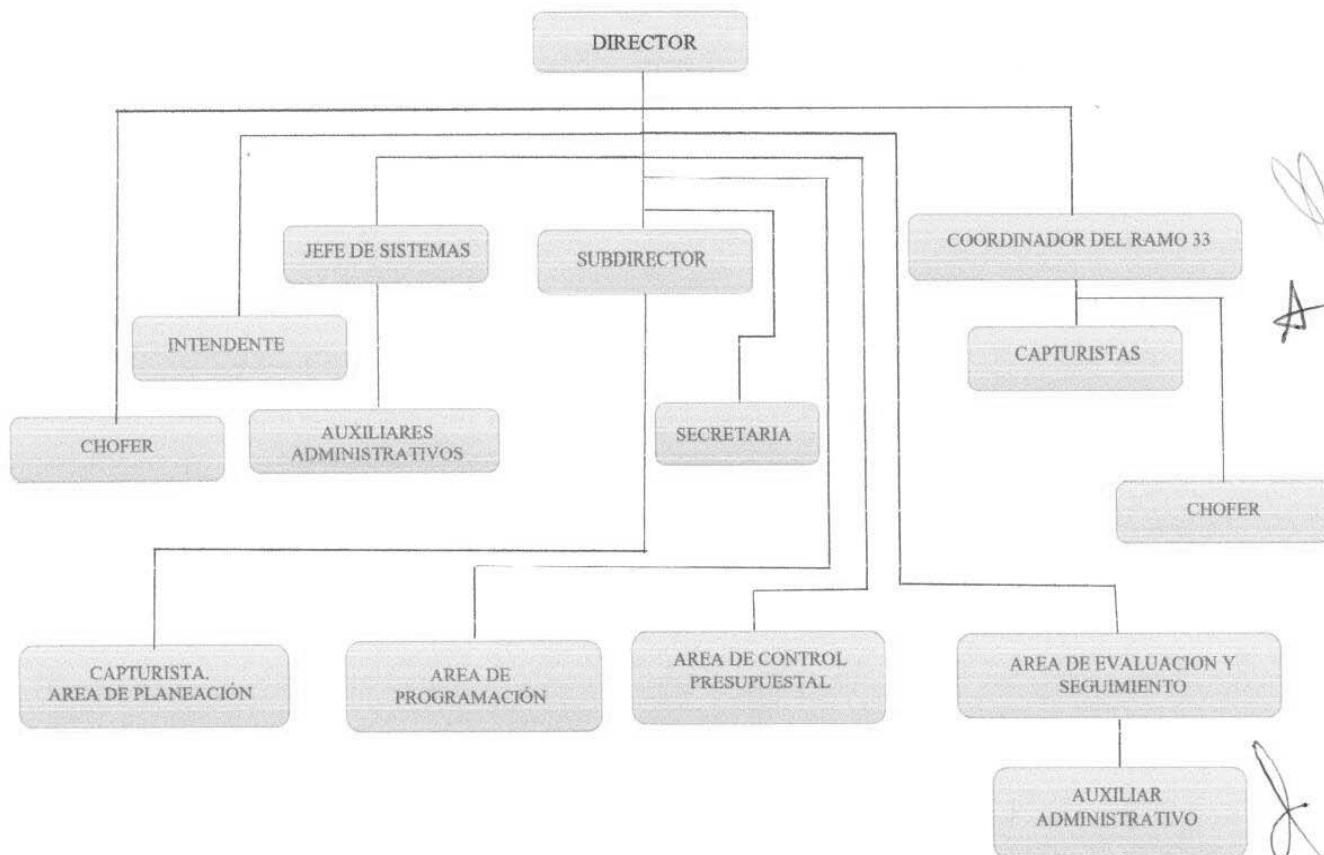 DIRECTOR
JEFE DE SISTEMAS
SUBDIRECTOR
COORDINADOR DEL RAMO 33
INTENDENTE
CAPTURISTAS
CHOFER
AUXILIARES
ADMINISTRATIVOS
SECRETARIA
CHOFER
CAPTURISTA.
AREA DE PLANEACIÓN
AREA DE
PROGRAMACIÓN
AREA DE CONTROL
PRESUPUESTAL
AREA DE EVALUACION Y
SEGUIMIENTO
AUXILIAR
ADMINISTRATIVO